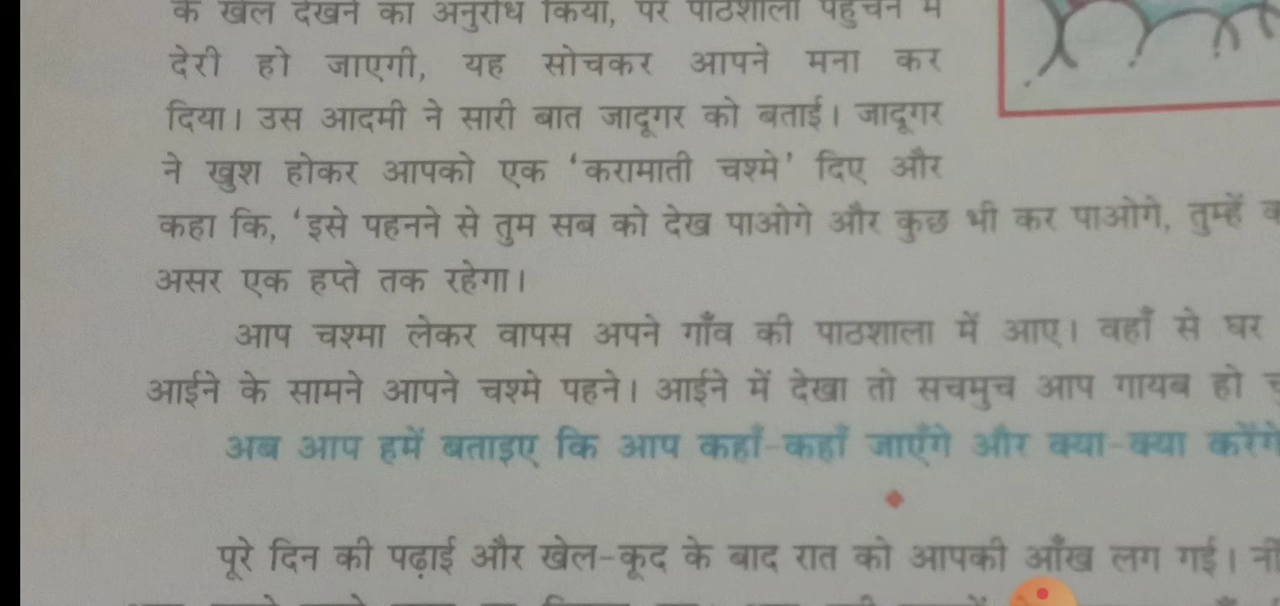 के खेल देखने का अनुरोध किया, पर पाठशाला पहुँचने में
देरी हो जाएगी, यह सोचकर आपने मना कर
दिया। उस आदमी ने सारी बात जादूगर को बताई। जादूगर
ने खुश होकर आपको एक ‘करामाती चश्मे’ दिए और
कहा कि, ‘इसे पहनने से तुम सब को देख पाओगे और कुछ भी कर पाओगे, तुम्हें
असर एक हप्ते तक रहेगा।
आप चश्मा लेकर वापस अपने गाँव की पाठशाला में आए। वहाँ से घर
आईने के सामने आपने चश्मे पहने। आईने में देखा तो सचमुच आप गायब हो
अब आप हमें बताइए कि आप कहाँ-कहाँ जाएँगे और क्या-क्या करेंगे
पूरे दिन की पढ़ाई और खेल-कूद के बाद रात को आपकी आँख लग गई।